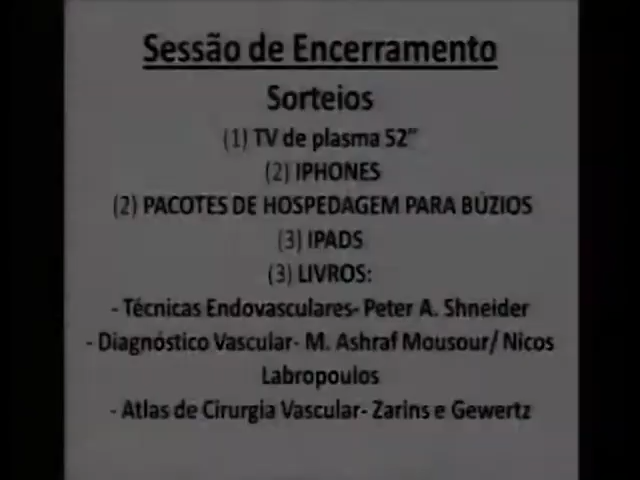 Sessão de Encerramento
Sorteios
(1) TV de plasma 52”
(2) IPHONES
(2) PACOTES DE HOSPEDAGEM PARA BÚZIOS
(3) IPADS
(3) LIVROS:
- Técnicas Endovasculares- Peter A. Shneider
- Diagnóstico Vascular- M. Ashraf Mousour/ Nicos
Labropoulos
- Atlas de Cirurgia Vascular- Zarins e Gewertz